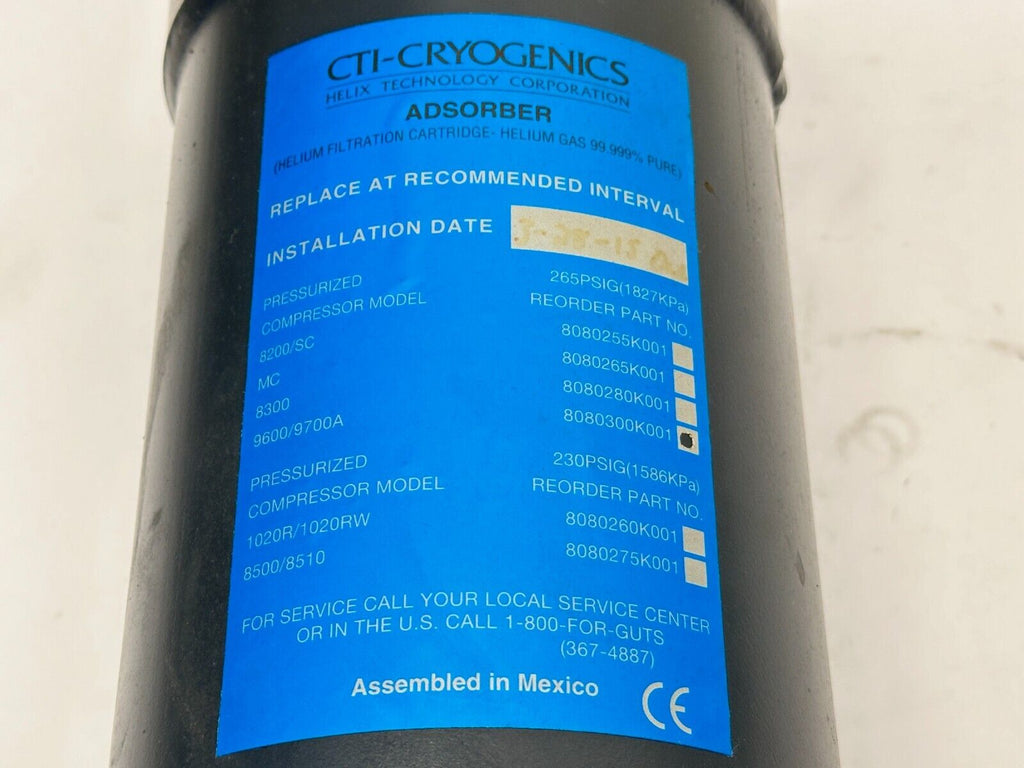 CTI-CRYOGENICS
HELIX TECHNOLOGY CORPORATION
ADSORBER
(HELIUM FILTRATION CARTRIDGE- HELIUM GAS 99.999% PURE)
REPLACE AT RECOMMENDED INTERVAL
INSTALLATION DATE
PRESSURIZED 265PSIG(1827KPa)
COMPRESSOR MODEL REORDER PART NO.
8200/SC 8080255K001
MC 8080265K001
8300 8080280K001
9600/9700A 8080300K001
PRESSURIZED 230PSIG(1586KPa)
COMPRESSOR MODEL REORDER PART NO.
1020R/1020RW 8080260K001
8500/8510 8080275K001
FOR SERVICE CALL YOUR LOCAL SERVICE CENTER
OR IN THE U.S. CALL 1-800-FOR-GUTS
(367-4887)
Assembled in Mexico
CE